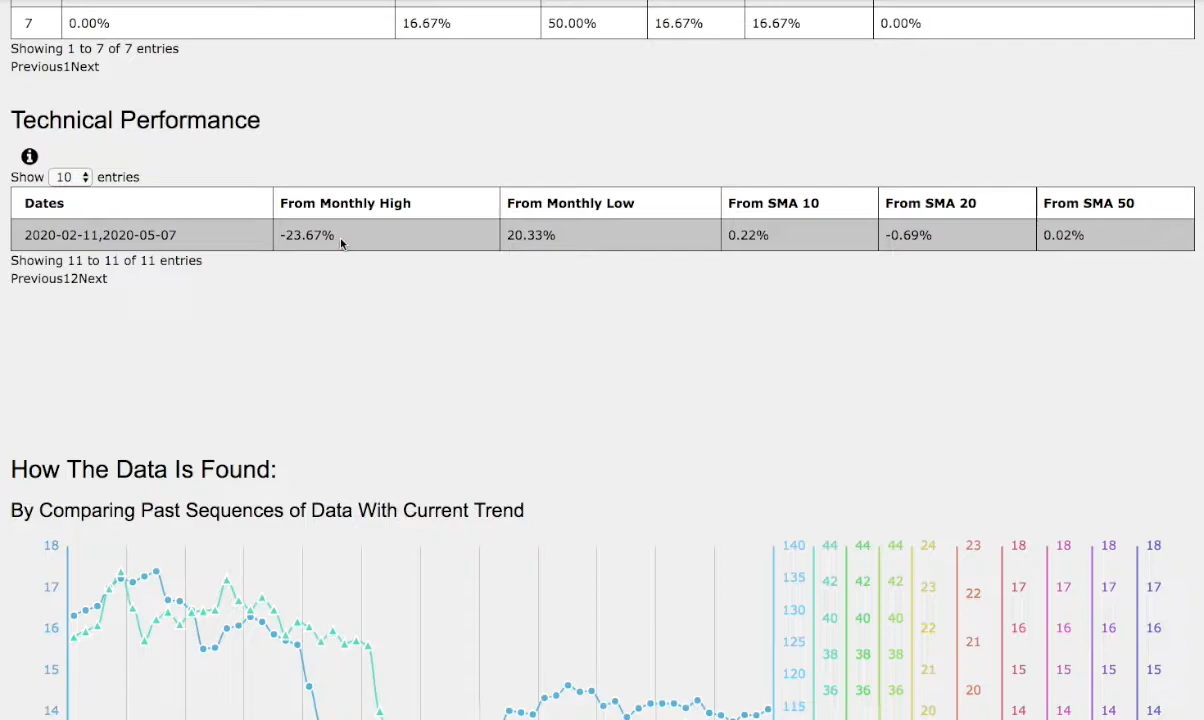 7 0.00% 16.67% 50.00% 16.67% 16.67% 0.00%
Showing 1 to 7 of 7 entries
Previous1Next
Technical Performance
Show 10 entries
Dates From Monthly High From Monthly Low From SMA 10 From SMA 20 From SMA 50
2020-02-11,2020-05-07 -23.67% 20.33% 0.22% -0.69% 0.02%
Showing 11 to 11 of 11 entries
Previous12Next
How The Data Is Found:
By Comparing Past Sequences of Data With Current Trend
18 140 44 44 44 24 23 18 18 18 18
17 135 42 42 42 23 22 17 17 17 17
16 130 40 40 40 22 21 16 16 16 16
125
15 120 38 38 38 21 20 15 15 15 15
14 115 36 36 36 20 14 14 14 14